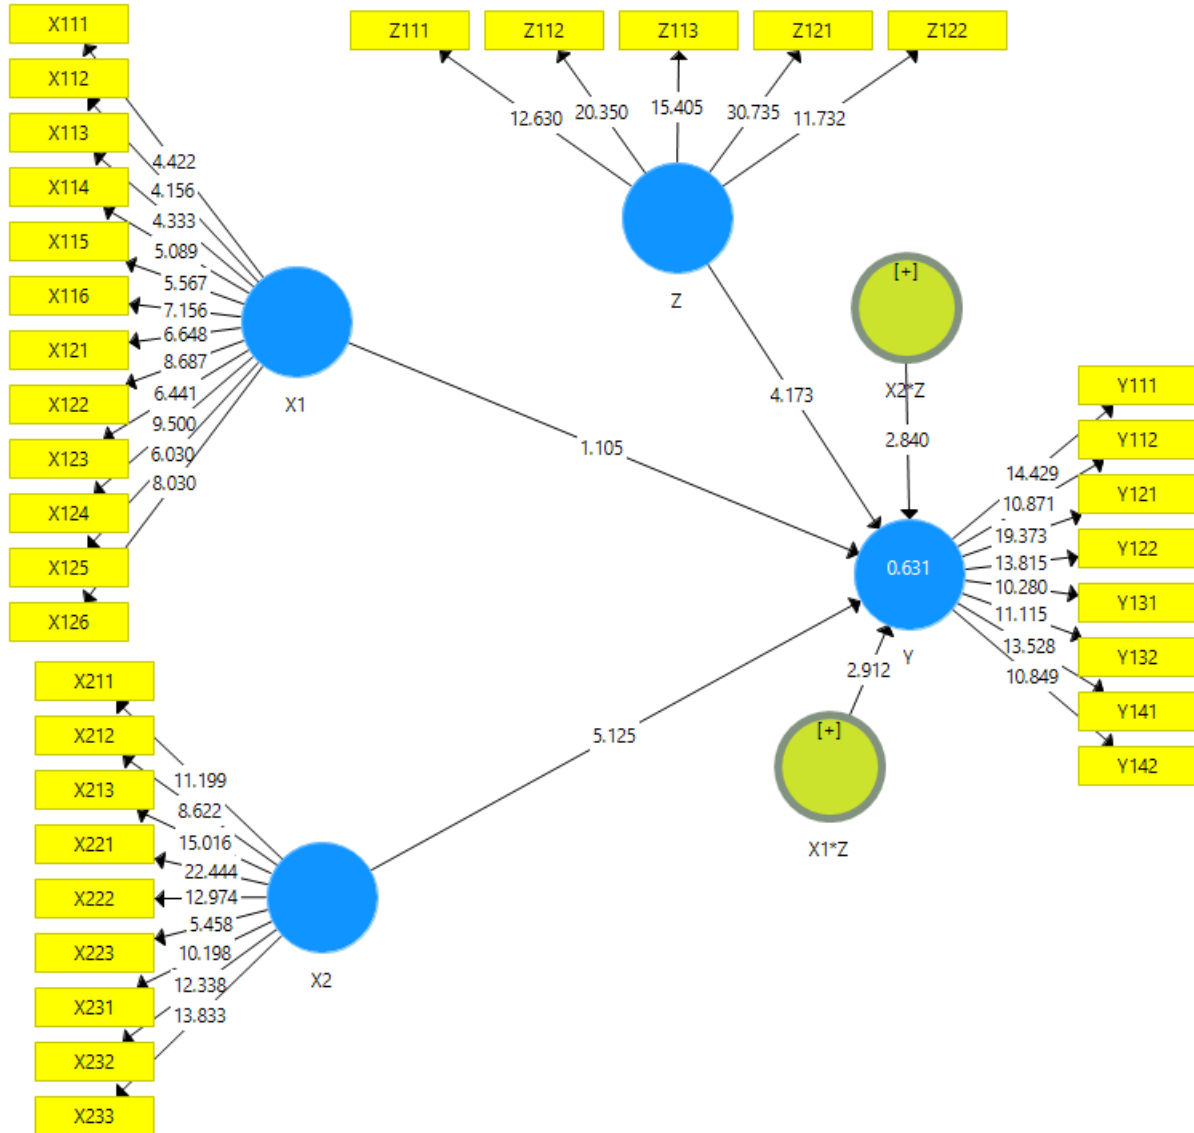 X111
X112
X113
X114
X115
X116
X121
X122
X123
X124
X125
X126
4.422
4.156
4.333
5.089
5.567
7.156
6.648
8.687
6.441
9.500
6.030
8.030
X1
Z111
Z112
Z113
Z121
Z122
12.630
20.350
15.405
30.735
11.732
Z
[+]
X2*Z
4.173
2.840
1.105
5.125
2.912
0.631
Y
[+]
X1*Z
Y111
Y112
Y121
Y122
Y131
Y132
Y141
Y142
14.429
10.871
19.373
13.815
10.280
11.115
13.528
10.849
X211
X212
X213
X221
X222
X223
X231
X232
X233
11.199
8.622
15.016
22.444
12.974
5.458
10.198
12.338
13.833
X2